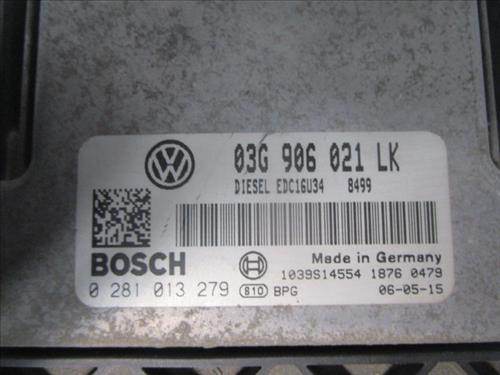 03G 906 021 LK
DIESEL EDC16U34 8499
BOSCH
Made in Germany
1039S14554 1876 0479
0 281 013 279 810 BPG 06-05-15